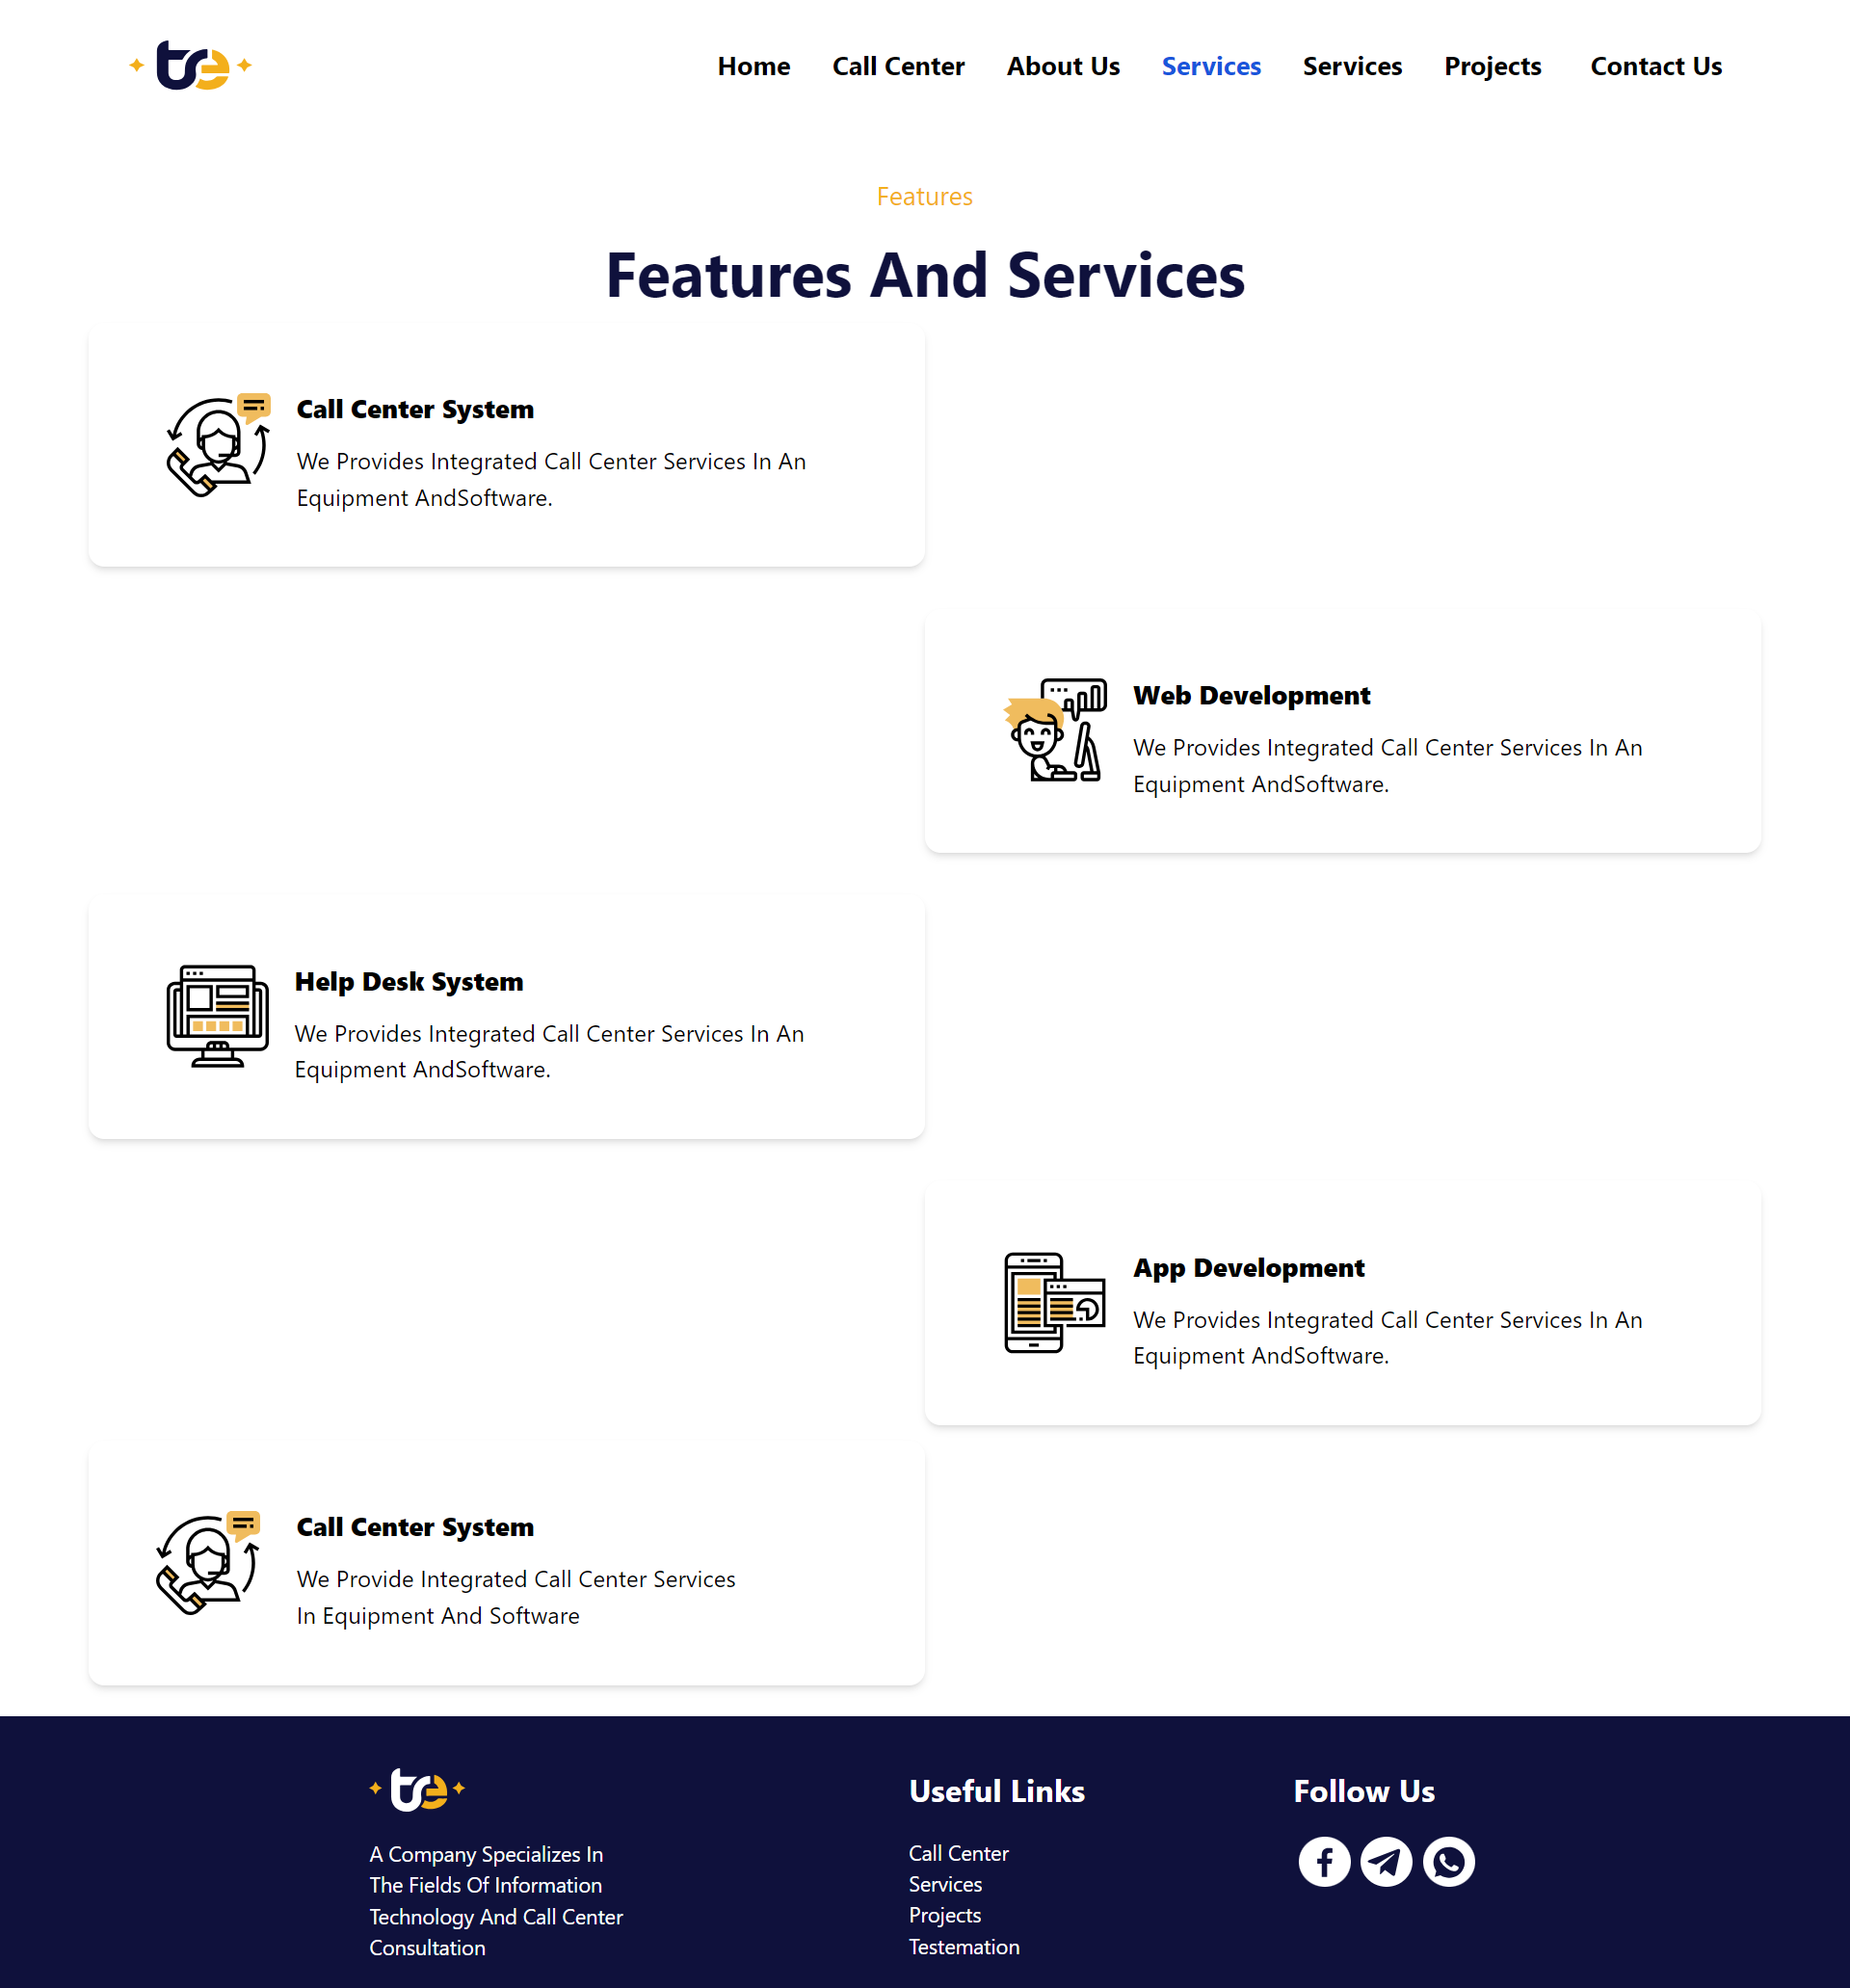 tre
Home Call Center About Us Services Services Projects Contact Us
Features
Features And Services
Call Center System
We Provides Integrated Call Center Services In An
Equipment AndSoftware.
Web Development
We Provides Integrated Call Center Services In An
Equipment AndSoftware.
Help Desk System
We Provides Integrated Call Center Services In An
Equipment AndSoftware.
App Development
We Provides Integrated Call Center Services In An
Equipment AndSoftware.
Call Center System
We Provide Integrated Call Center Services
In Equipment And Software
tre
A Company Specializes In
The Fields Of Information
Technology And Call Center
Consultation
Useful Links
Call Center
Services
Projects
Testemation
Follow Us